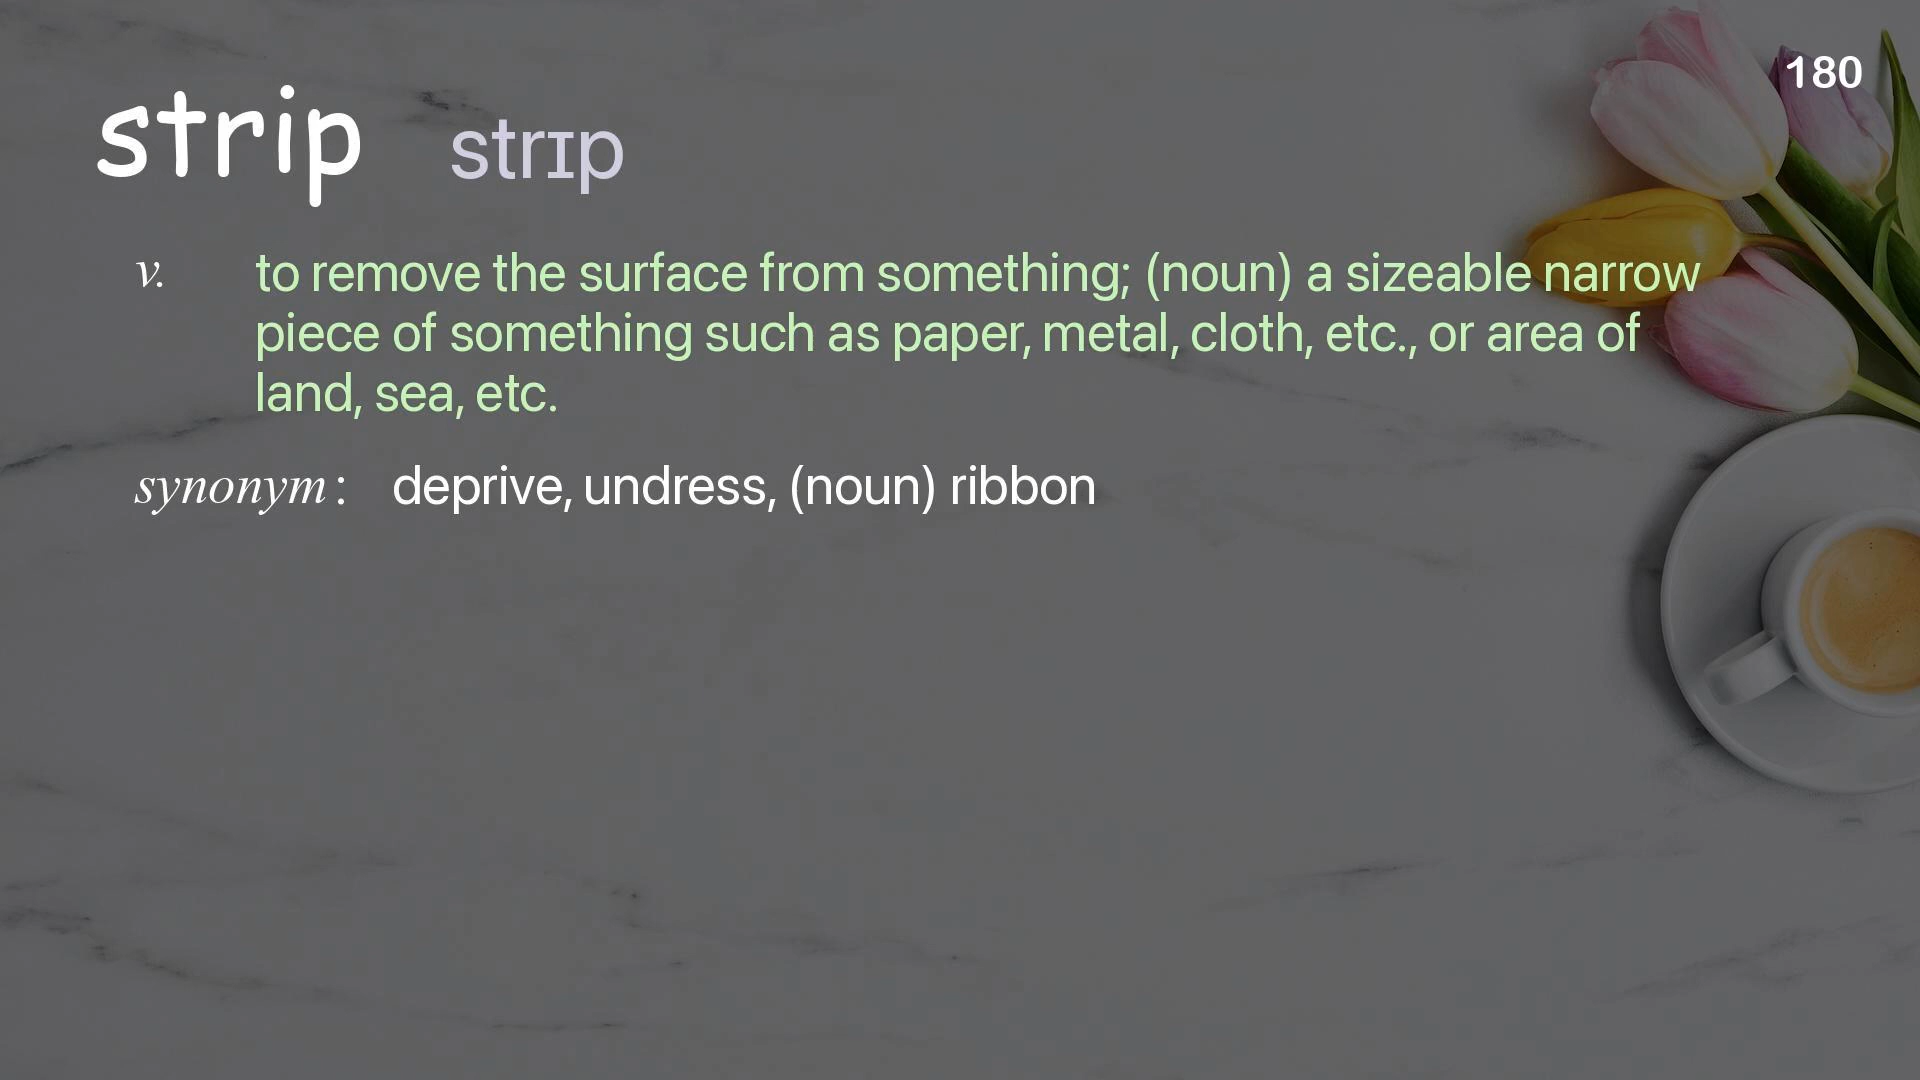 180
strip strɪp
v. to remove the surface from something; (noun) a sizeable narrow
piece of something such as paper, metal, cloth, etc., or area of
land, sea, etc.
synonym: deprive, undress, (noun) ribbon